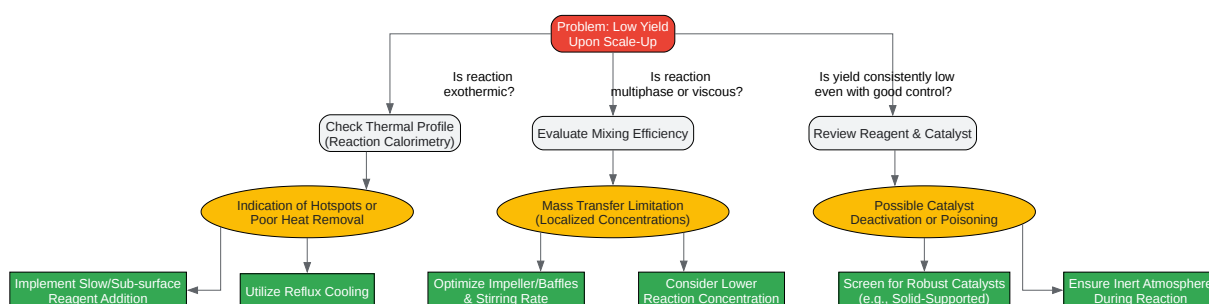 Problem: Low Yield
Upon Scale-Up
Is reaction
exothermic?
Is reaction
multiphase or viscous?
Is yield consistently low
even with good control?
Check Thermal Profile
(Reaction Calorimetry)
Evaluate Mixing Efficiency
Review Reagent & Catalyst
Indication of Hotspots or
Poor Heat Removal
Mass Transfer Limitation
(Localized Concentrations)
Possible Catalyst
Deactivation or Poisoning
Implement Slow/Sub-surface
Reagent Addition
Utilize Reflux Cooling
Optimize Impeller/Baffles
& Stirring Rate
Consider Lower
Reaction Concentration
Screen for Robust Catalysts
(e.g., Solid-Supported)
Ensure Inert Atmosphere
During Reaction